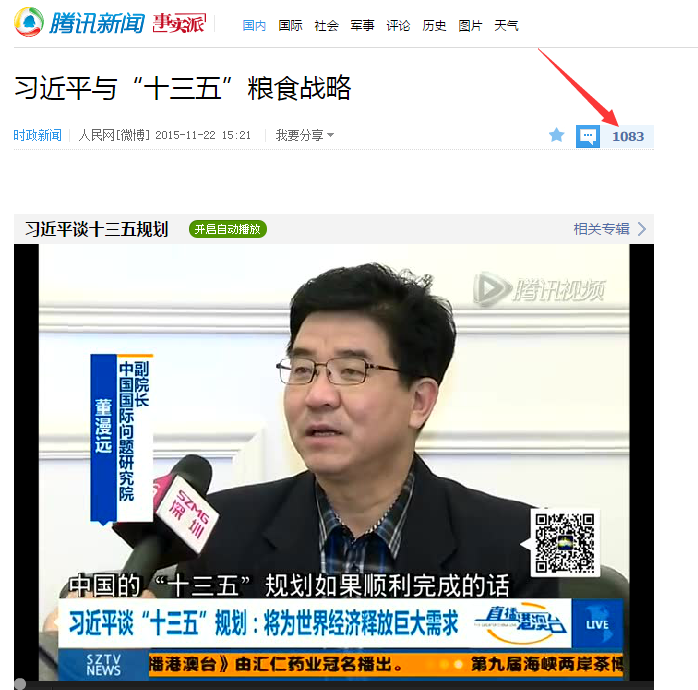 腾讯新闻 事实派 国内 国际 社会 军事 评论 历史 图片 天气
习近平与“十三五”粮食战略
时政新闻 人民网[微博] 2015-11-22 15:21 我要分享 1083
习近平谈十三五规划 开启自动播放 相关专辑
腾讯视频
副院长
中国国际问题研究院
董漫远
SZMG
深圳
中国的“十三五”规划如果顺利完成的话
习近平谈“十三五”规划：将为世界经济释放巨大需求
直播港澳台
LIVE
SZTV
NEWS
播港澳台》由汇仁药业冠名播出。 第九届海峡两岸茶博